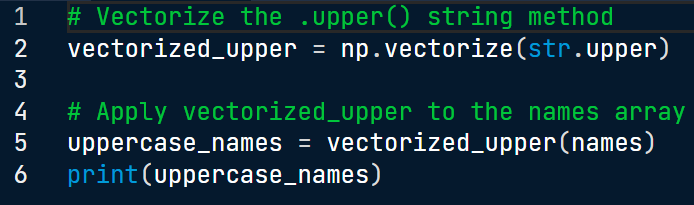 1 # Vectorize the .upper() string method
2 vectorized_upper = np.vectorize(str.upper)
3
4 # Apply vectorized_upper to the names array
5 uppercase_names = vectorized_upper(names)
6 print(uppercase_names)